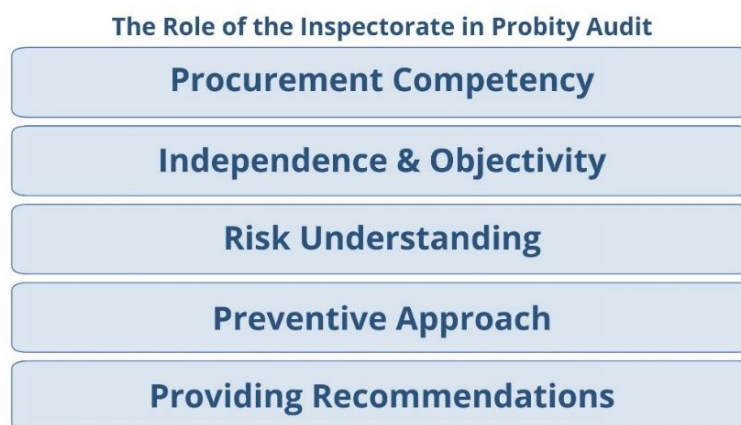 The Role of the Inspectorate in Probity Audit
Procurement Competency
Independence & Objectivity
Risk Understanding
Preventive Approach
Providing Recommendations